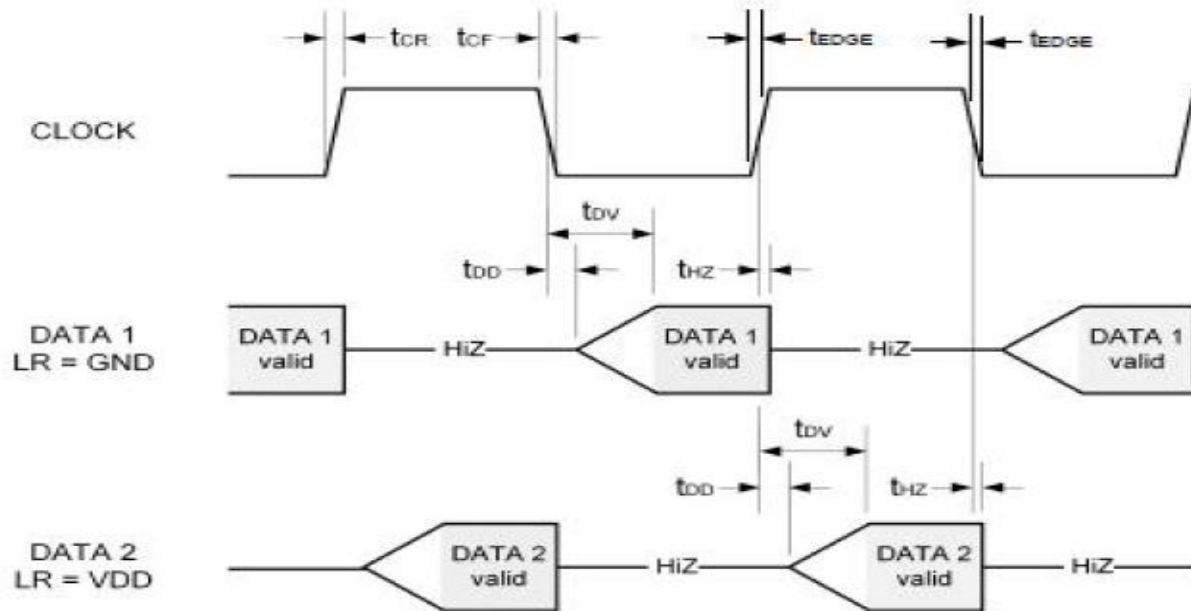 tCR
tCF
tEDGE
tEDGE
CLOCK
tDV
tDD
tHZ
DATA 1
LR = GND
DATA 1
valid
HiZ
DATA 1
valid
HiZ
DATA 1
valid
tDV
tDD
tHZ
DATA 2
LR = VDD
DATA 2
valid
HiZ
DATA 2
valid
HiZ